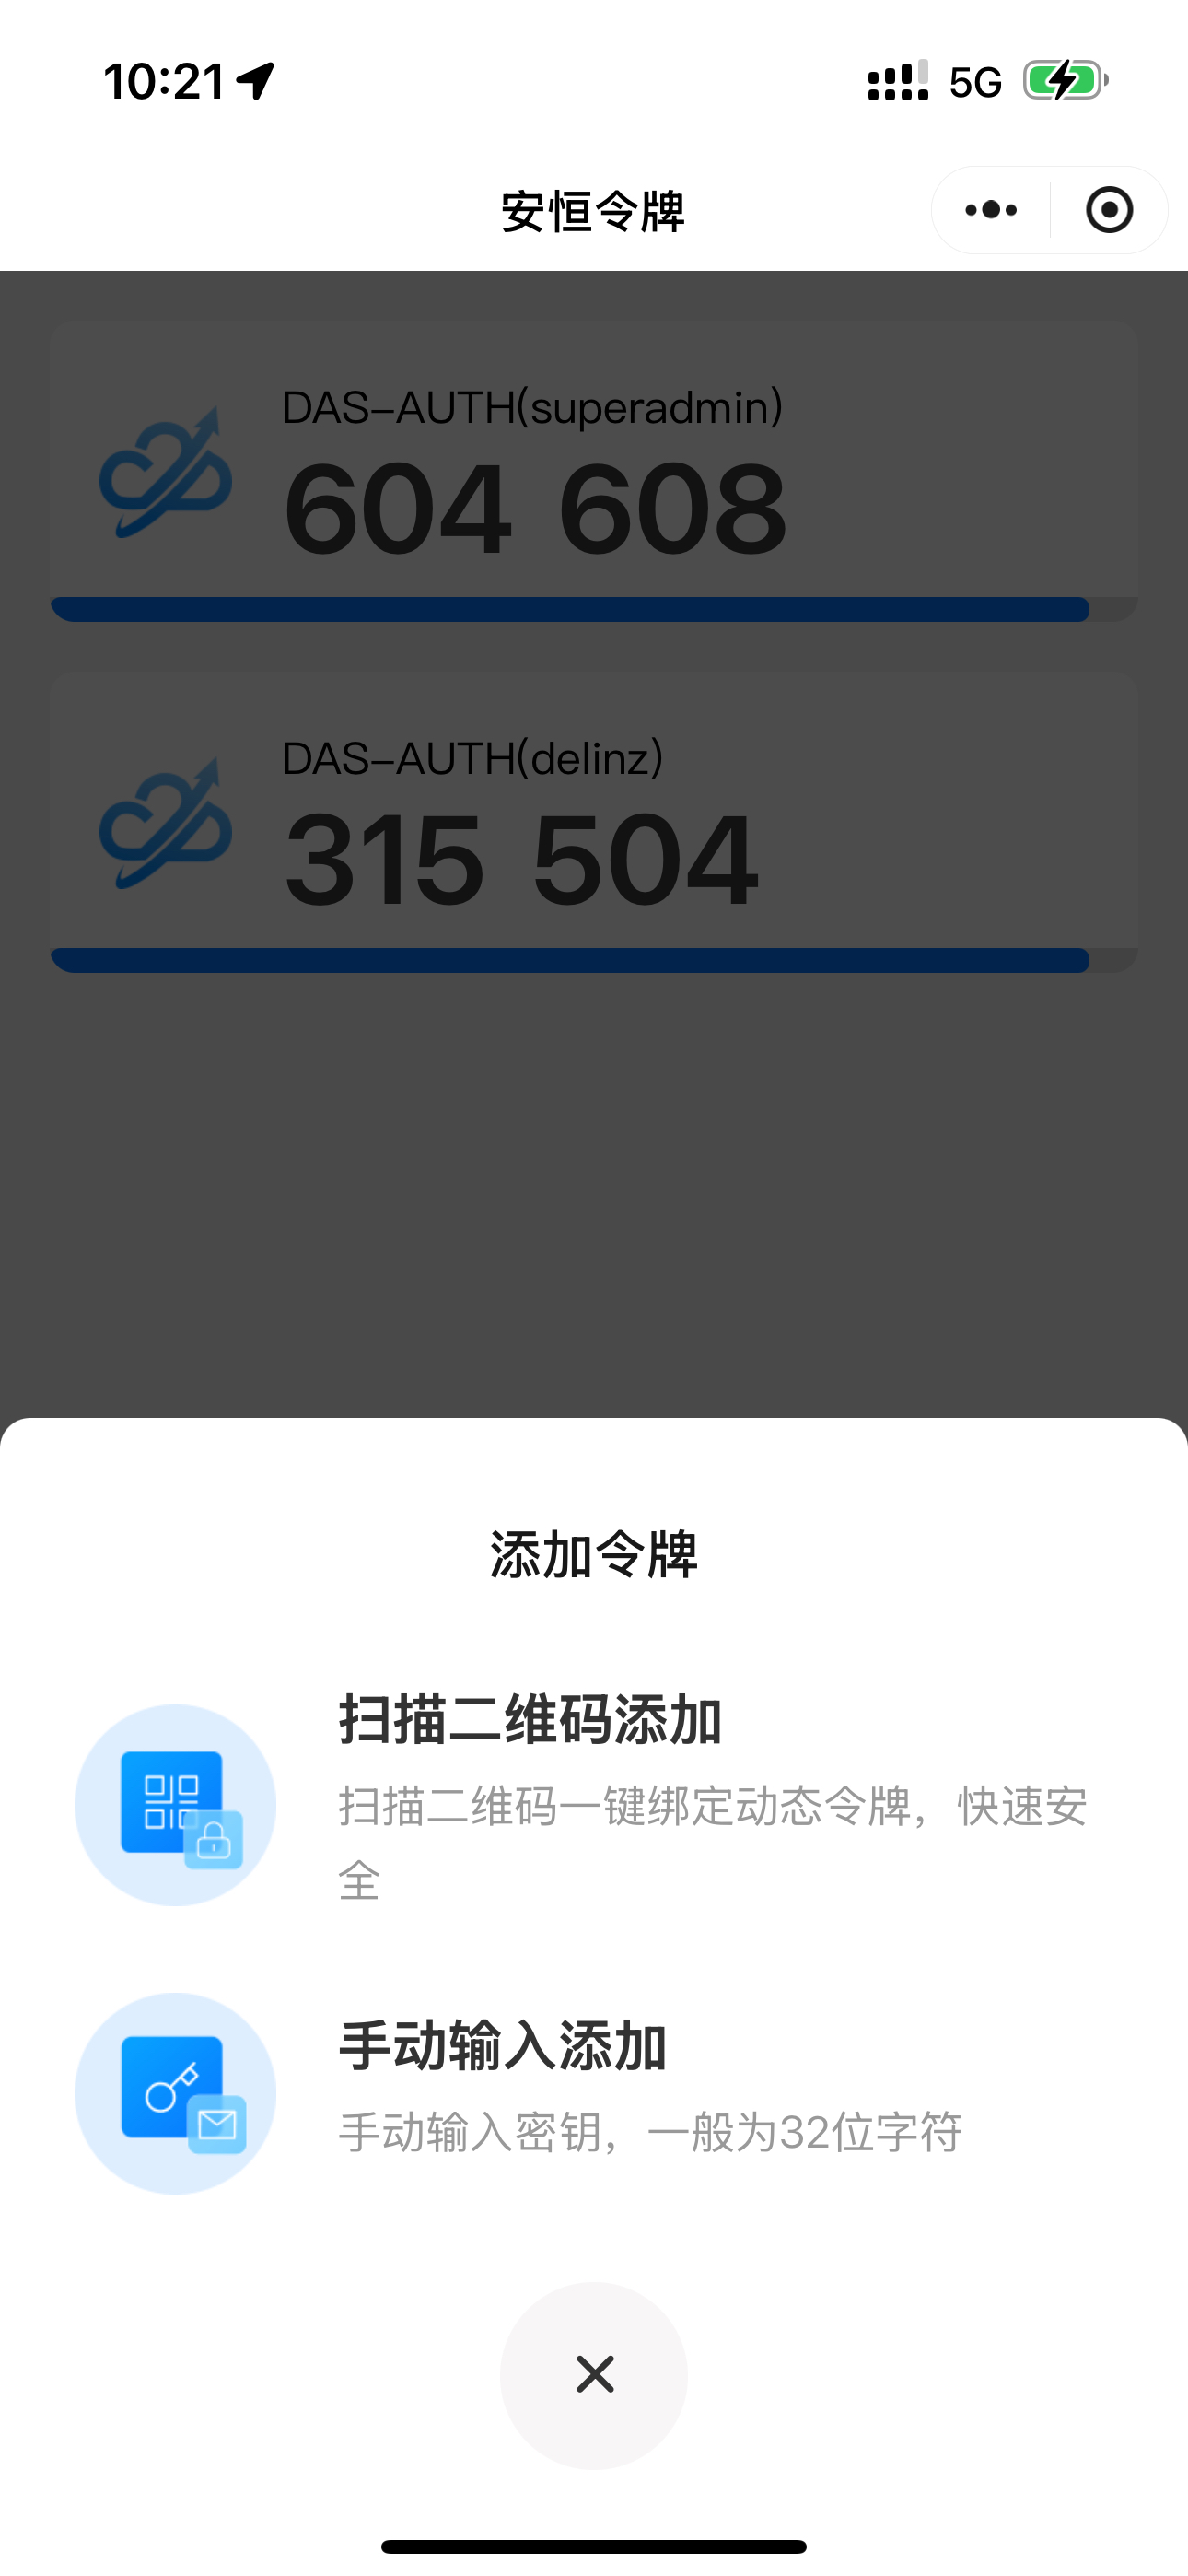 10:21
5G
安恒令牌
DAS-AUTH(superadmin)
604 608
DAS-AUTH(delinz)
315 504
添加令牌
扫描二维码添加
扫描二维码一键绑定动态令牌，快速安
全
手动输入添加
手动输入密钥，一般为32位字符